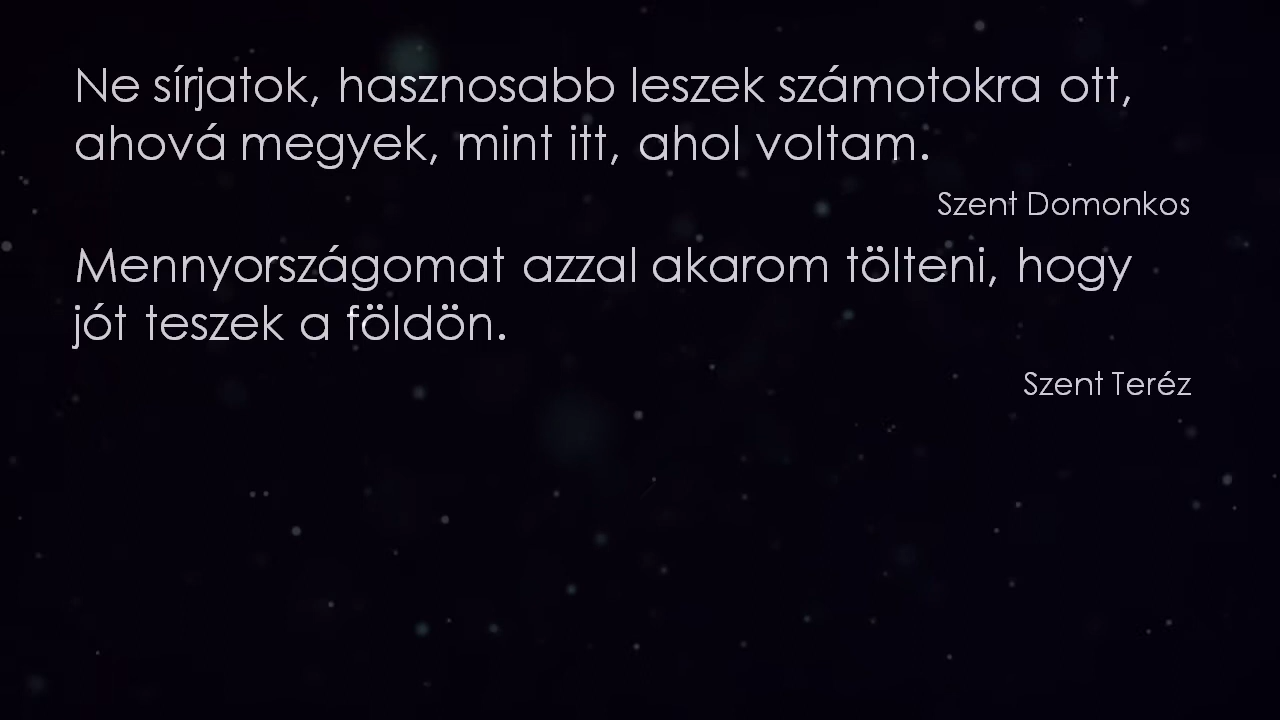 Ne sírjatok, hasznosabb leszek számotokra ott,
ahová megyek, mint itt, ahol voltam.
Szent Domonkos
Mennyországomat azzal akarom tölteni, hogy
jót teszek a földön.
Szent Teréz